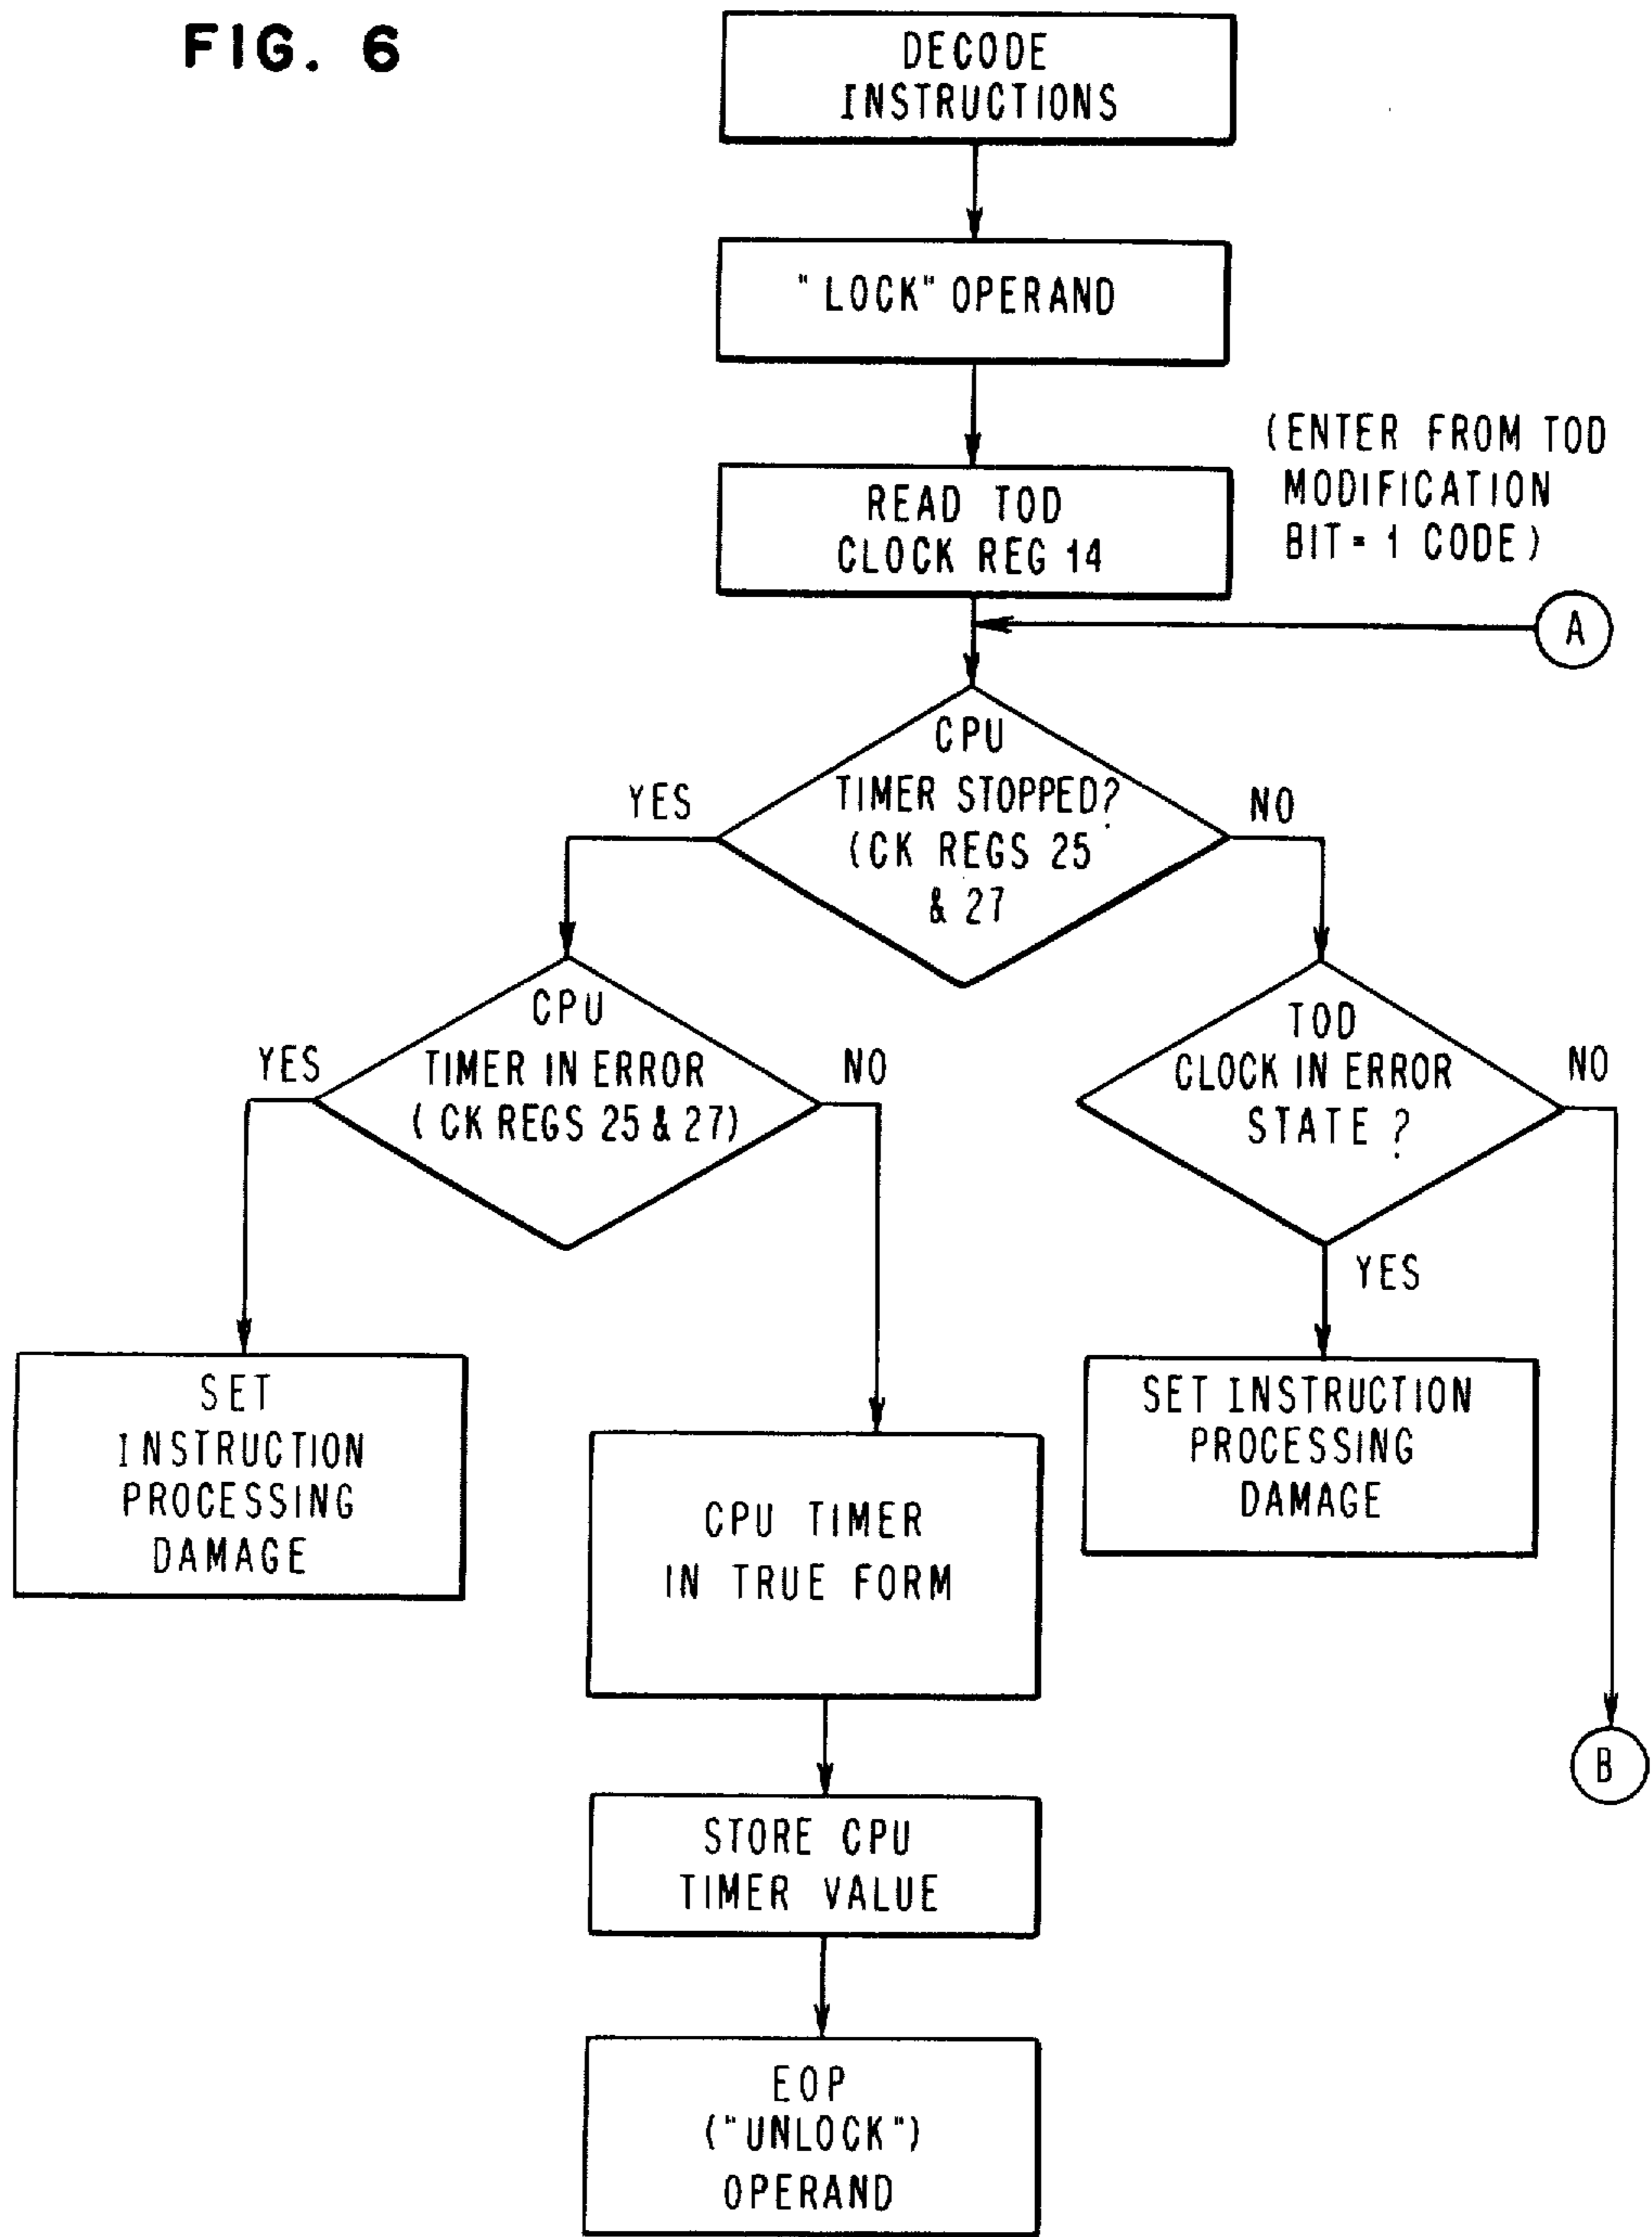 FIG. 6
DECODE
INSTRUCTIONS
"LOCK" OPERAND
READ TOD
CLOCK REG 14
(ENTER FROM TOD
MODIFICATION
BIT = 1 CODE)
A
CPU
TIMER STOPPED?
(CK REGS 25
& 27
YES
NO
CPU
TIMER IN ERROR
(CK REGS 25 & 27)
YES
NO
TOD
CLOCK IN ERROR
STATE ?
NO
YES
SET
INSTRUCTION
PROCESSING
DAMAGE
CPU TIMER
IN TRUE FORM
SET INSTRUCTION
PROCESSING
DAMAGE
B
STORE CPU
TIMER VALUE
EOP
("UNLOCK")
OPERAND